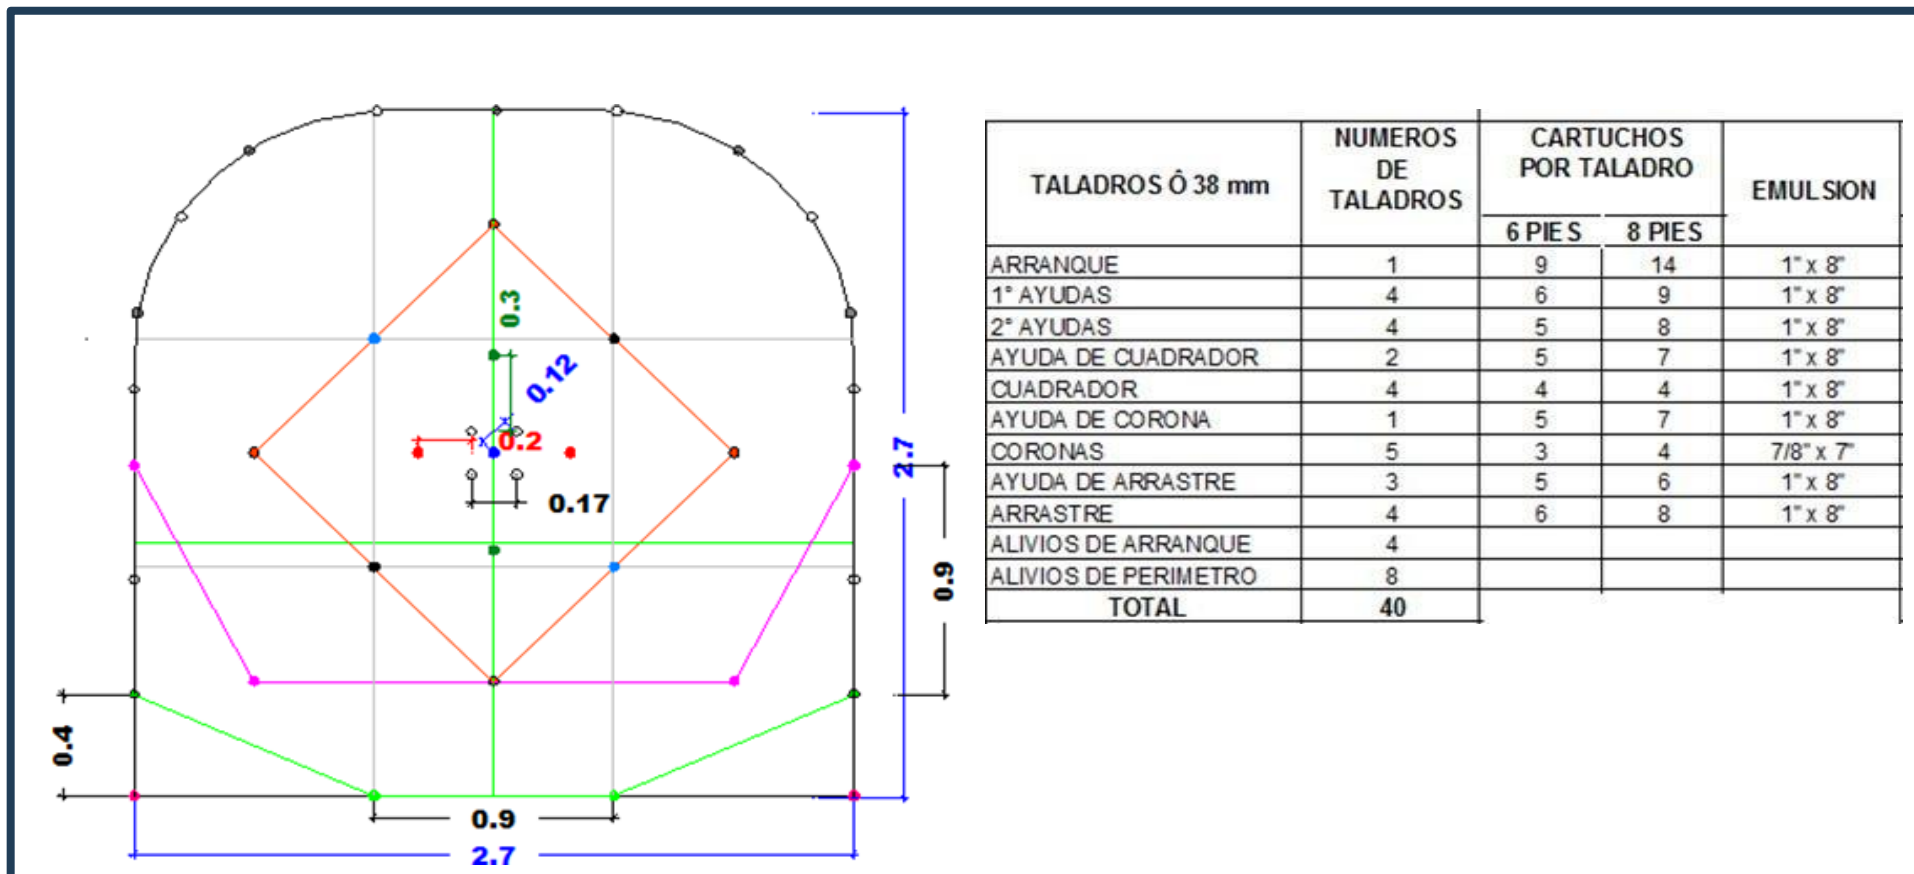 0.3
0.12
0.2
0.17
2.7
0.9
0.4
0.9
2.7
TALADROS Ô 38 mm
NUMEROS
DE
TALADROS
CARTUCHOS
POR TALADRO
EMULSION
6 PIES 8 PIES
ARRANQUE 1 9 14 1" x 8"
1° AYUDAS 4 6 9 1" x 8"
2° AYUDAS 4 5 8 1" x 8"
AYUDA DE CUADRADOR 2 5 7 1" x 8"
CUADRADOR 4 4 4 1" x 8"
AYUDA DE CORONA 1 5 7 1" x 8"
CORONAS 5 3 4 7/8" x 7"
AYUDA DE ARRASTRE 3 5 6 1" x 8"
ARRASTRE 4 6 8 1" x 8"
ALIVIOS DE ARRANQUE 4
ALIVIOS DE PERIMETRO 8
TOTAL 40